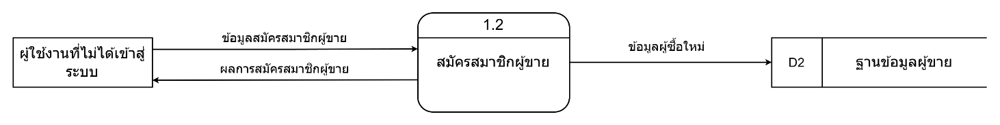 ผู้ใช้งานที่ไม่ได้เข้าสู่
ระบบ
ข้อมูลสมัครสมาชิกผู้ขาย
ผลการสมัครสมาชิกผู้ขาย
1.2
สมัครสมาชิกผู้ขาย
ข้อมูลผู้ซื้อใหม่
D2
ฐานข้อมูลผู้ขาย